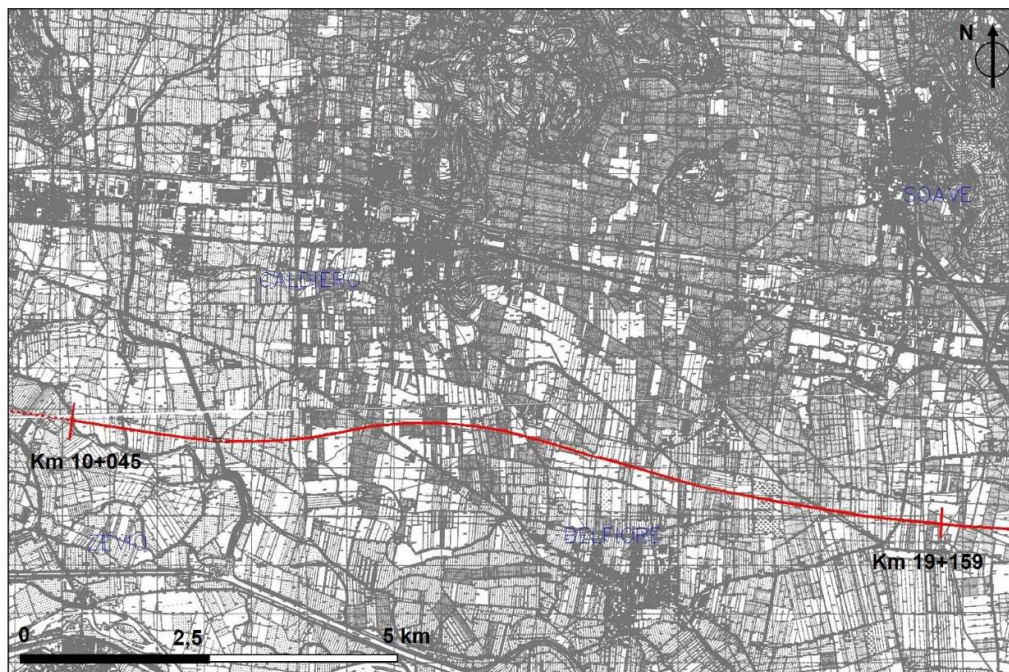 N
SOAVE
CALDIERO
Km 10+045
ZEVIO
BELFIORE
Km 19+159
0 2,5 5 km